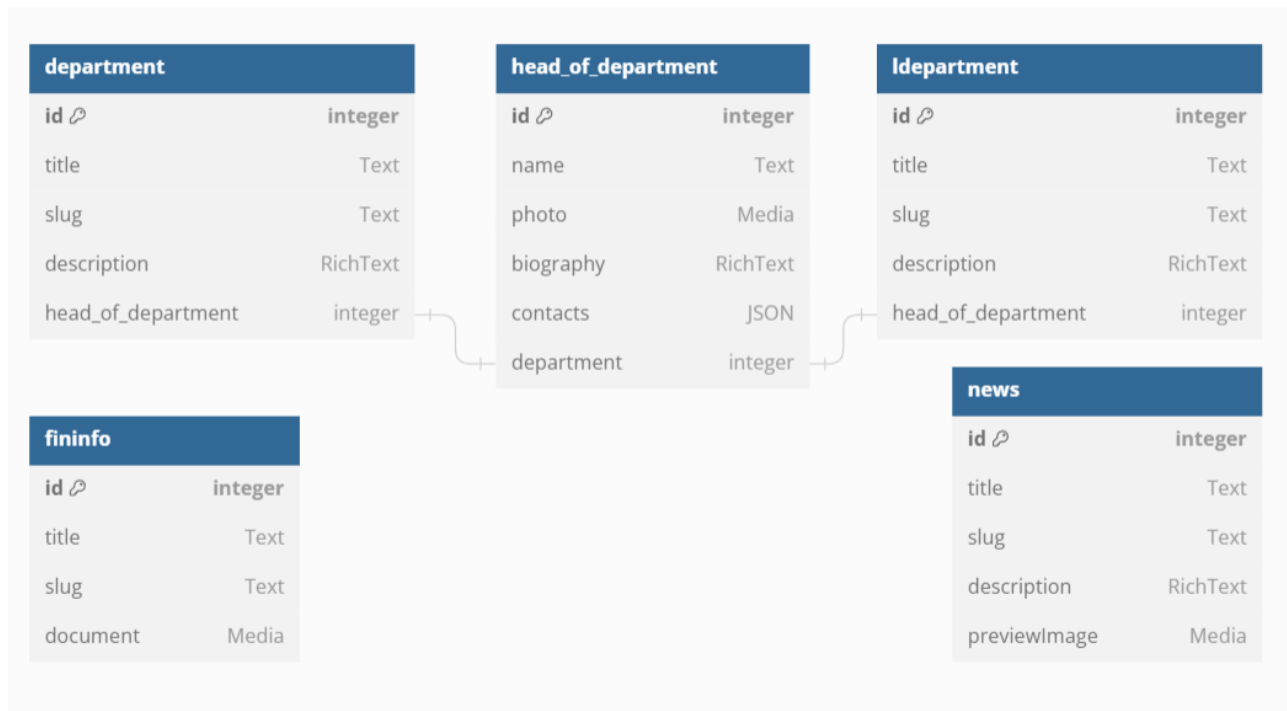 department
id integer
title Text
slug Text
description RichText
head_of_department integer
head_of_department
id integer
name Text
photo Media
biography RichText
contacts JSON
department integer
ldepartment
id integer
title Text
slug Text
description RichText
head_of_department integer
fininfo
id integer
title Text
slug Text
document Media
news
id integer
title Text
slug Text
description RichText
previewImage Media